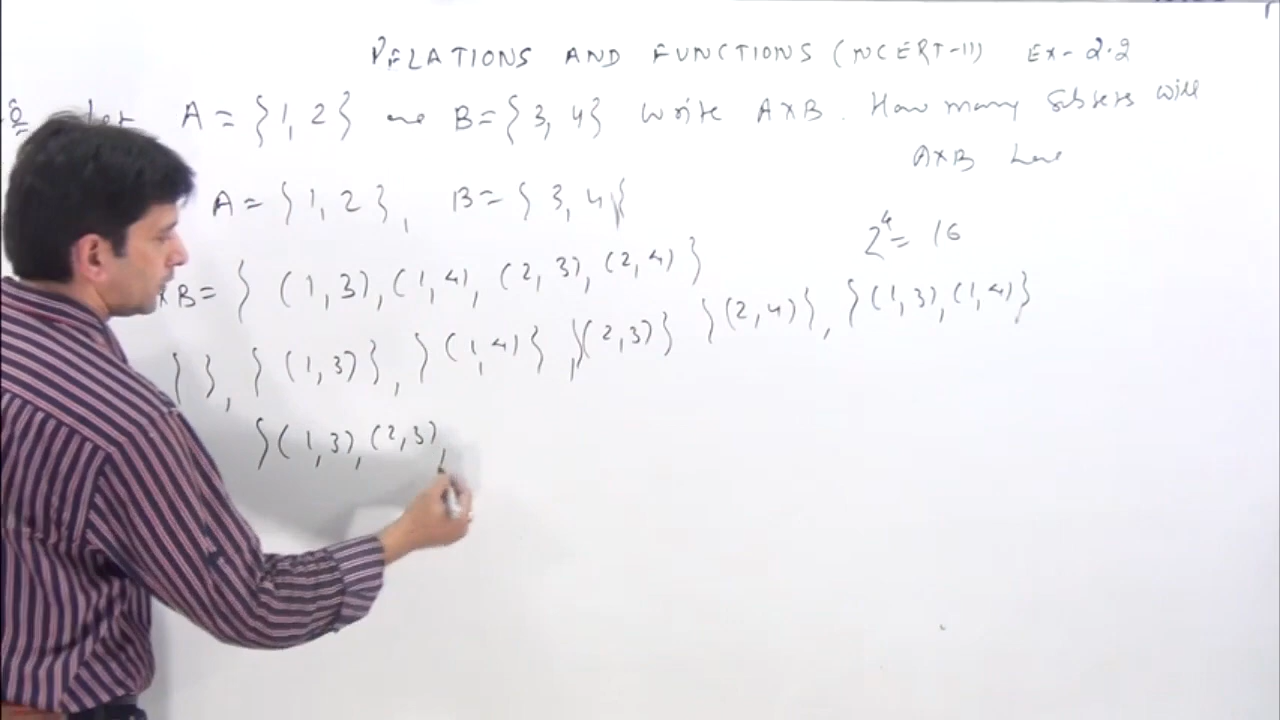 RELATIONS AND FUNCTIONS (NCERT-11) Ex- 2.2
Let A = {1, 2} and B = {3, 4} Write A×B. How many Subsets will
A×B have
A = {1, 2}, B = {3, 4}
2⁴ = 16
×B = { (1, 3), (1, 4), (2, 3), (2, 4) }
{ }, { (1, 3) }, { (1, 4) }, { (2, 3) } { (2, 4) }, { (1, 3), (1, 4) }
{ (1, 3), (2, 3),